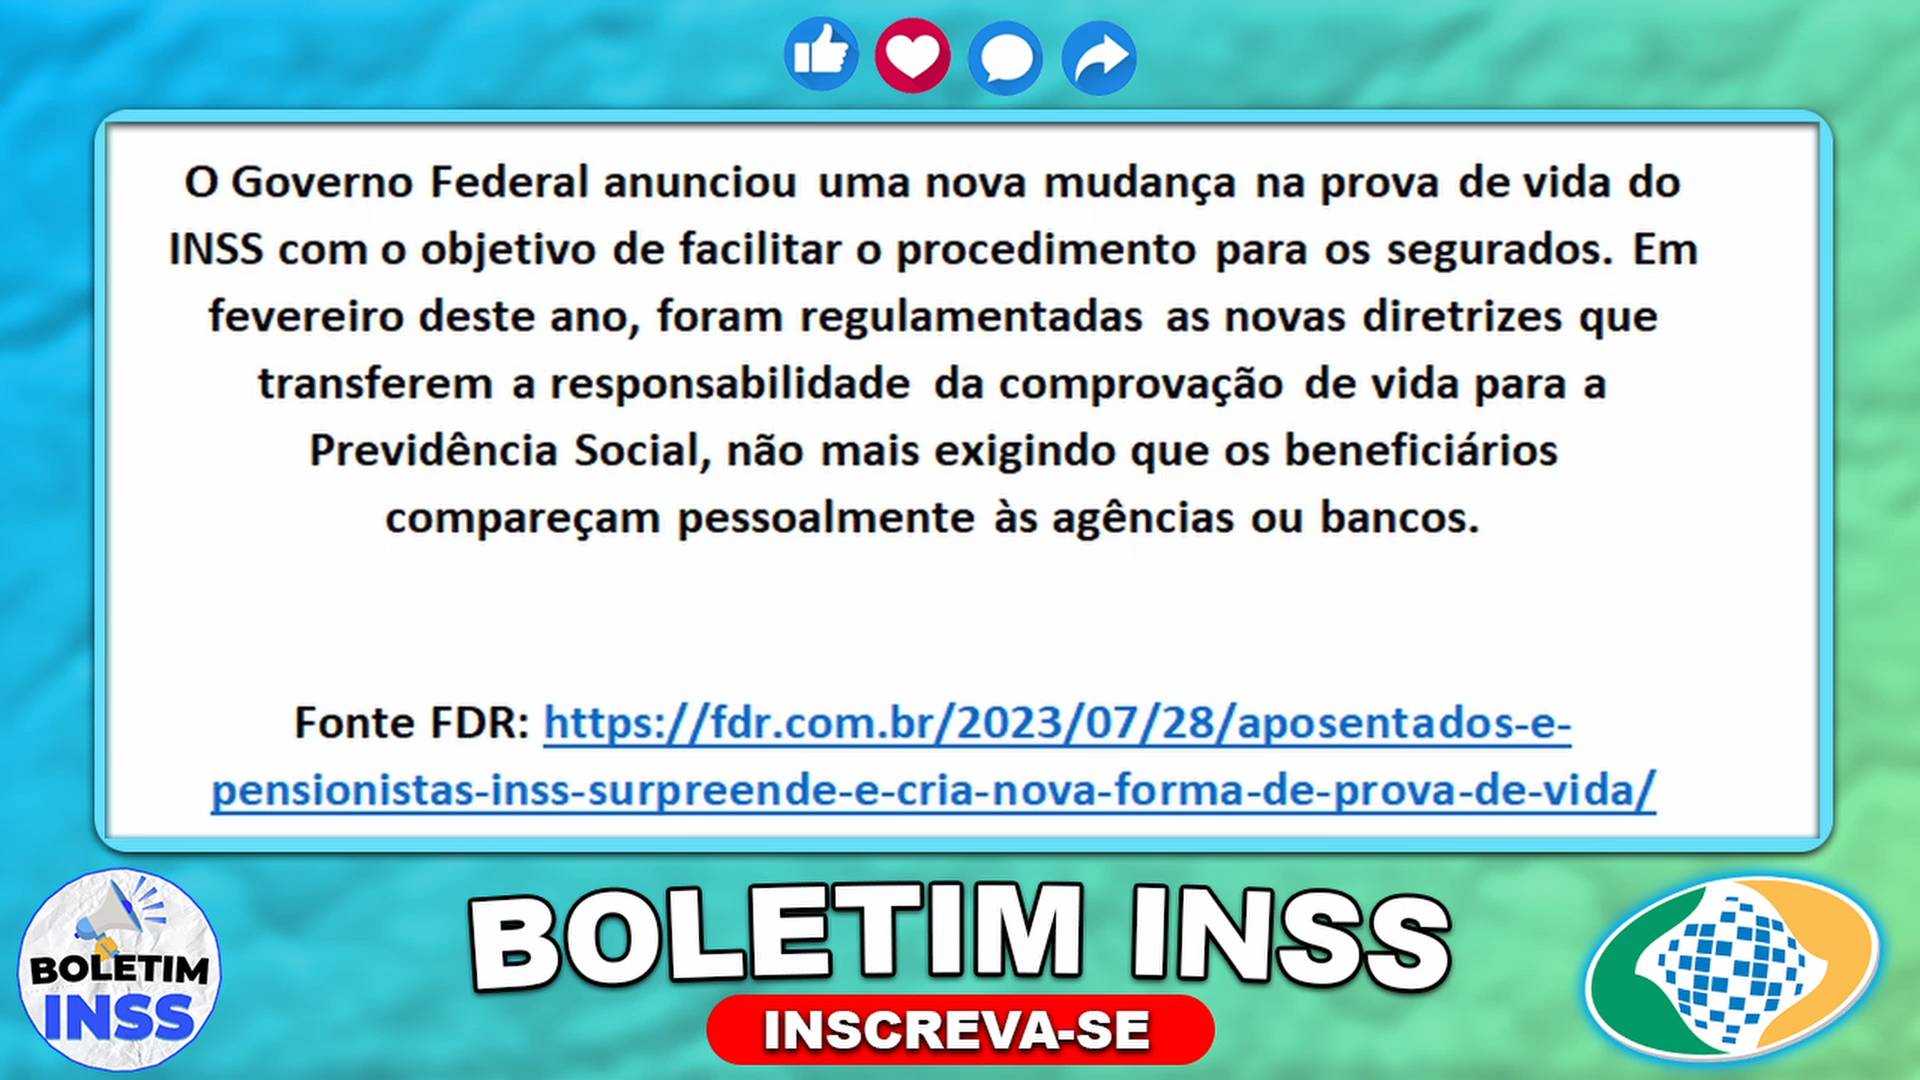 O Governo Federal anunciou uma nova mudança na prova de vida do
INSS com o objetivo de facilitar o procedimento para os segurados. Em
fevereiro deste ano, foram regulamentadas as novas diretrizes que
transferem a responsabilidade da comprovação de vida para a
Previdência Social, não mais exigindo que os beneficiários
compareçam pessoalmente às agências ou bancos.
Fonte FDR: https://fdr.com.br/2023/07/28/aposentados-e-
pensionistas-inss-surpreende-e-cria-nova-forma-de-prova-de-vida/
BOLETIM
INSS
BOLETIM INSS
INSCREVA-SE